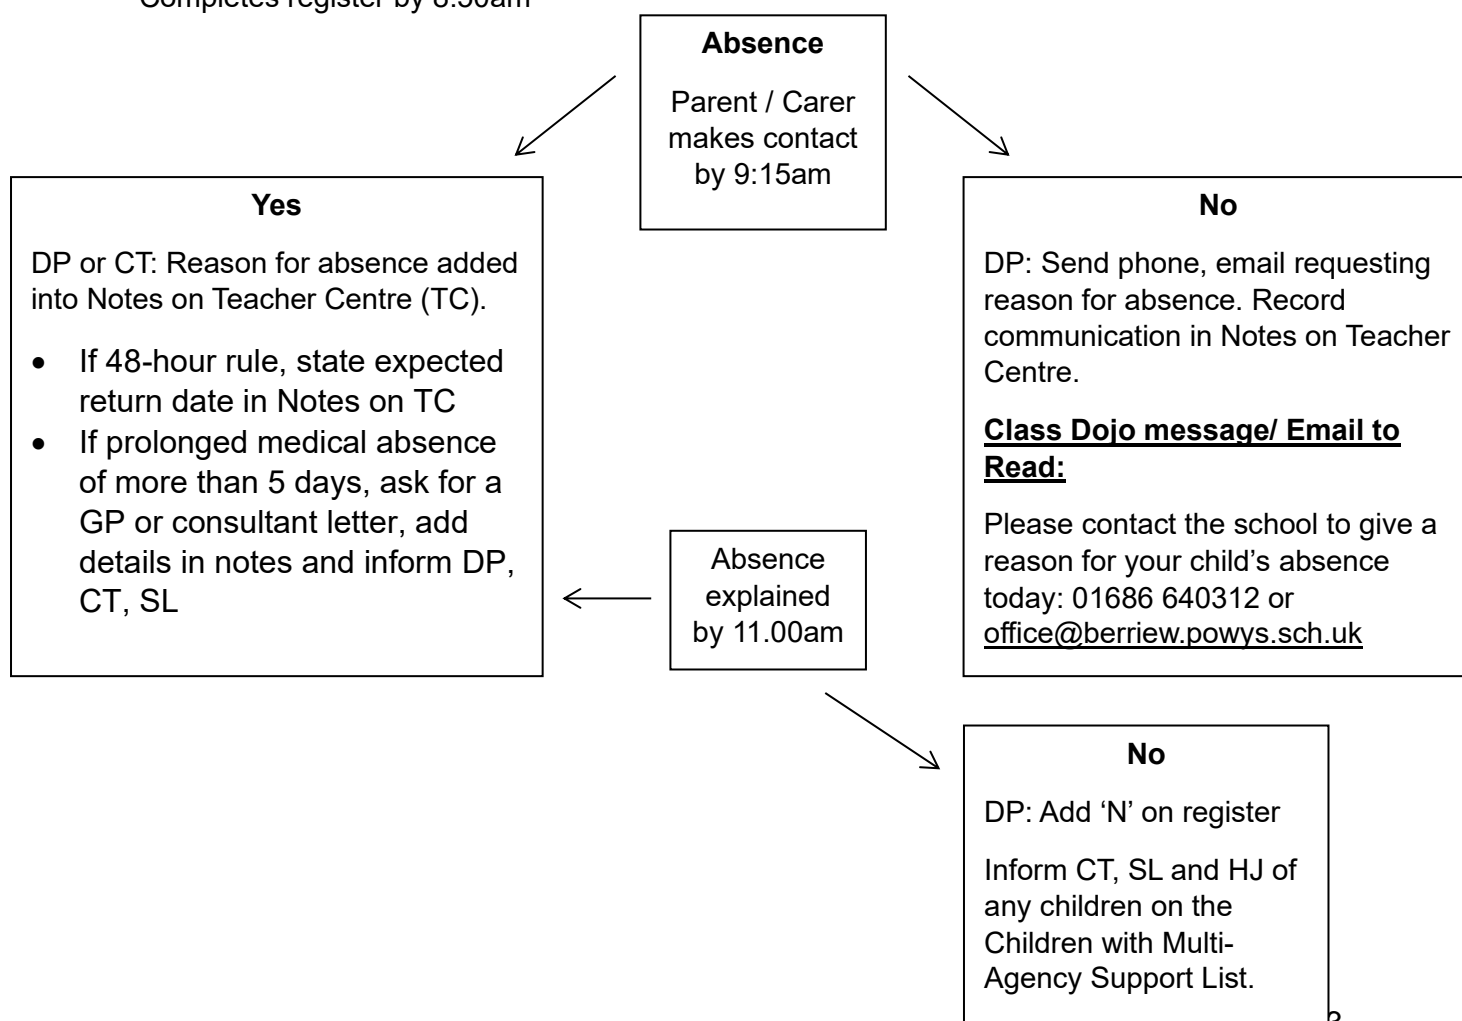 Completes register by 8:50am
Absence
Parent / Carer
makes contact
by 9:15am
Yes
DP or CT: Reason for absence added
into Notes on Teacher Centre (TC).
• If 48-hour rule, state expected
return date in Notes on TC
• If prolonged medical absence
of more than 5 days, ask for a
GP or consultant letter, add
details in notes and inform DP,
CT, SL
No
DP: Send phone, email requesting
reason for absence. Record
communication in Notes on Teacher
Centre.
Class Dojo message/ Email to
Read:
Please contact the school to give a
reason for your child’s absence
today: 01686 640312 or
office@berriew.powys.sch.uk
Absence
explained
by 11.00am
No
DP: Add ‘N’ on register
Inform CT, SL and HJ of
any children on the
Children with Multi-
Agency Support List.